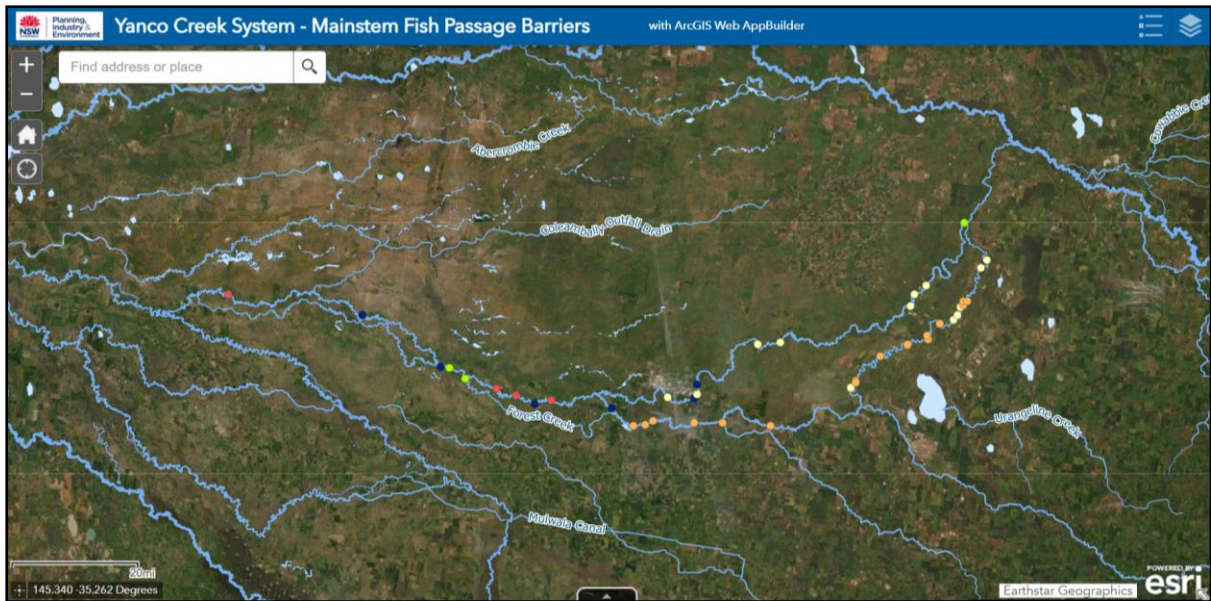 NSW
Planning,
Industry &
Environment
Yanco Creek System - Mainstem Fish Passage Barriers
with ArcGIS Web AppBuilder
+
Find address or place
−
Abercrombie Creek
Cowabbie Cre
Coleambally Outfall Drain
Forest Creek
Urangeline Creek
Mulwala Canal
20mi
145.340 -35.262 Degrees
Earthstar Geographics
POWERED BY
esri